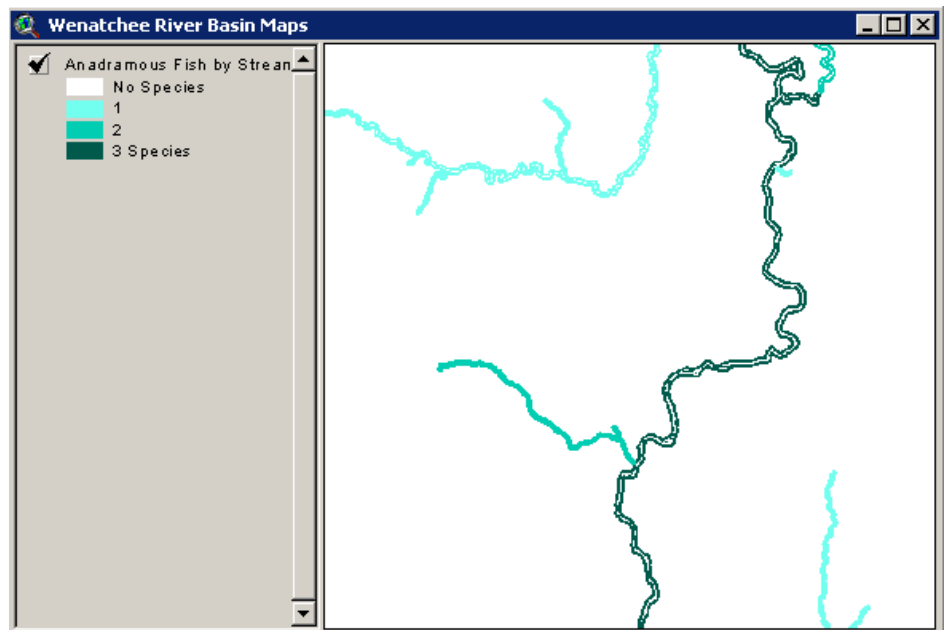 Wenatchee River Basin Maps
Anadramous Fish by Strean
No Species
1
2
3 Species